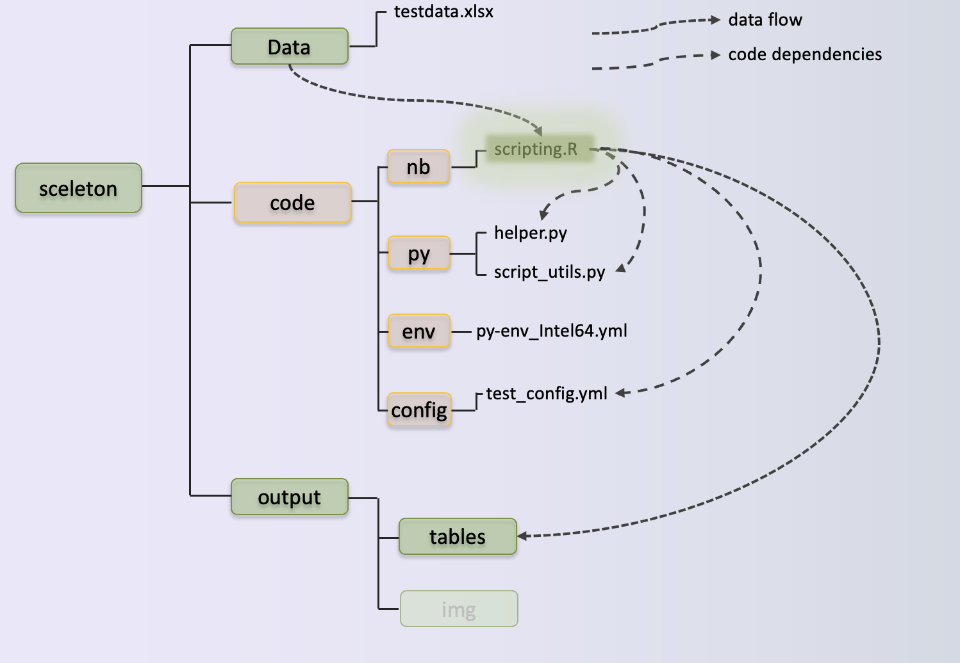 testdata.xlsx
data flow
Data
code dependencies
scripting.R
nb
sceleton
code
helper.py
py
script_utils.py
env
py-env_Intel64.yml
test_config.yml
config
output
tables
img